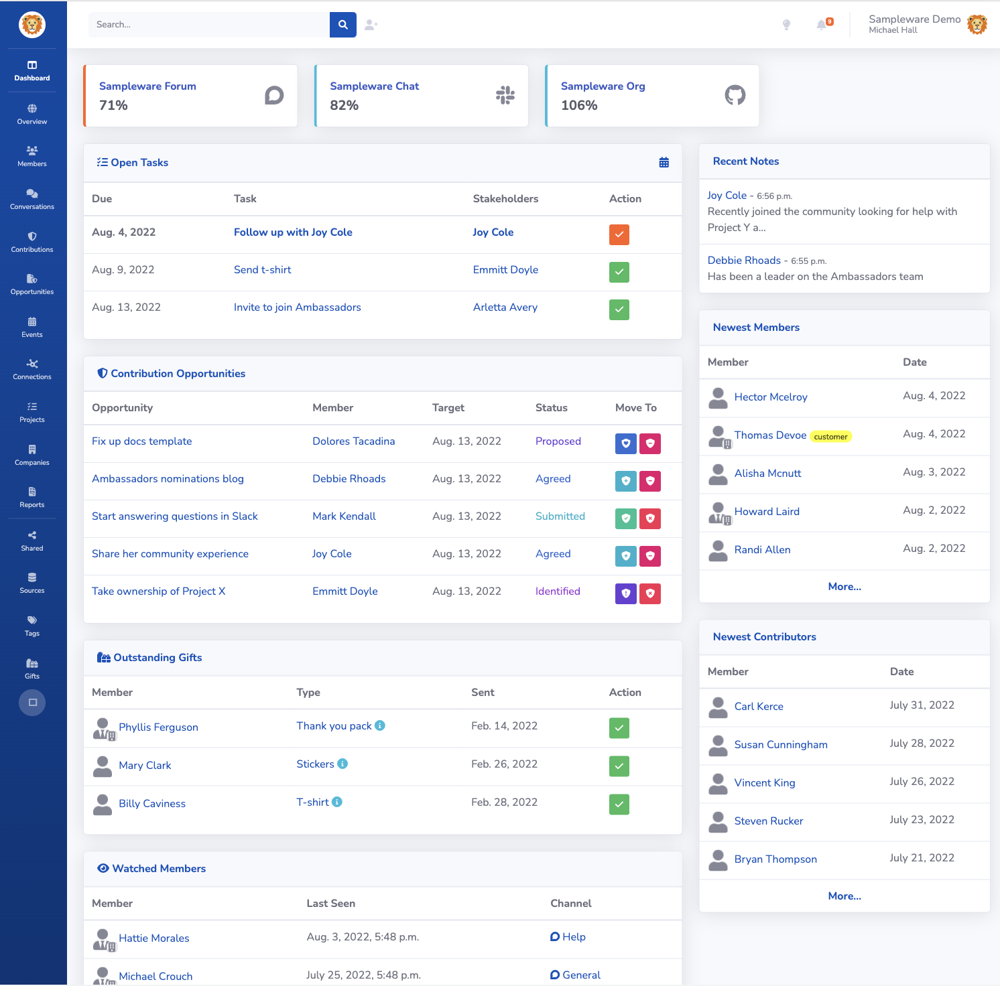 Search...
9
Sampleware Demo
Michael Hall
Dashboard
Overview
Members
Conversations
Contributions
Opportunities
Events
Connections
Projects
Companies
Reports
Shared
Sources
Tags
Gifts
Sampleware Forum
71%
Sampleware Chat
82%
Sampleware Org
106%
Open Tasks
Due Task Stakeholders Action
Aug. 4, 2022 Follow up with Joy Cole Joy Cole
Aug. 9, 2022 Send t-shirt Emmitt Doyle
Aug. 13, 2022 Invite to join Ambassadors Arletta Avery
Contribution Opportunities
Opportunity Member Target Status Move To
Fix up docs template Dolores Tacadina Aug. 13, 2022 Proposed
Ambassadors nominations blog Debbie Rhoads Aug. 13, 2022 Agreed
Start answering questions in Slack Mark Kendall Aug. 13, 2022 Submitted
Share her community experience Joy Cole Aug. 13, 2022 Agreed
Take ownership of Project X Emmitt Doyle Aug. 13, 2022 Identified
Outstanding Gifts
Member Type Sent Action
Phyllis Ferguson Thank you pack Feb. 14, 2022
Mary Clark Stickers Feb. 26, 2022
Billy Caviness T-shirt Feb. 28, 2022
Watched Members
Member Last Seen Channel
Hattie Morales Aug. 3, 2022, 5:48 p.m. Help
Michael Crouch July 25, 2022, 5:48 p.m. General
Recent Notes
Joy Cole - 6:56 p.m.
Recently joined the community looking for help with
Project Y a...
Debbie Rhoads - 6:55 p.m.
Has been a leader on the Ambassadors team
Newest Members
Member Date
Hector Mcelroy Aug. 4, 2022
Thomas Devoe customer Aug. 4, 2022
Alisha Mcnutt Aug. 3, 2022
Howard Laird Aug. 2, 2022
Randi Allen Aug. 2, 2022
More...
Newest Contributors
Member Date
Carl Kerce July 31, 2022
Susan Cunningham July 28, 2022
Vincent King July 26, 2022
Steven Rucker July 23, 2022
Bryan Thompson July 21, 2022
More...